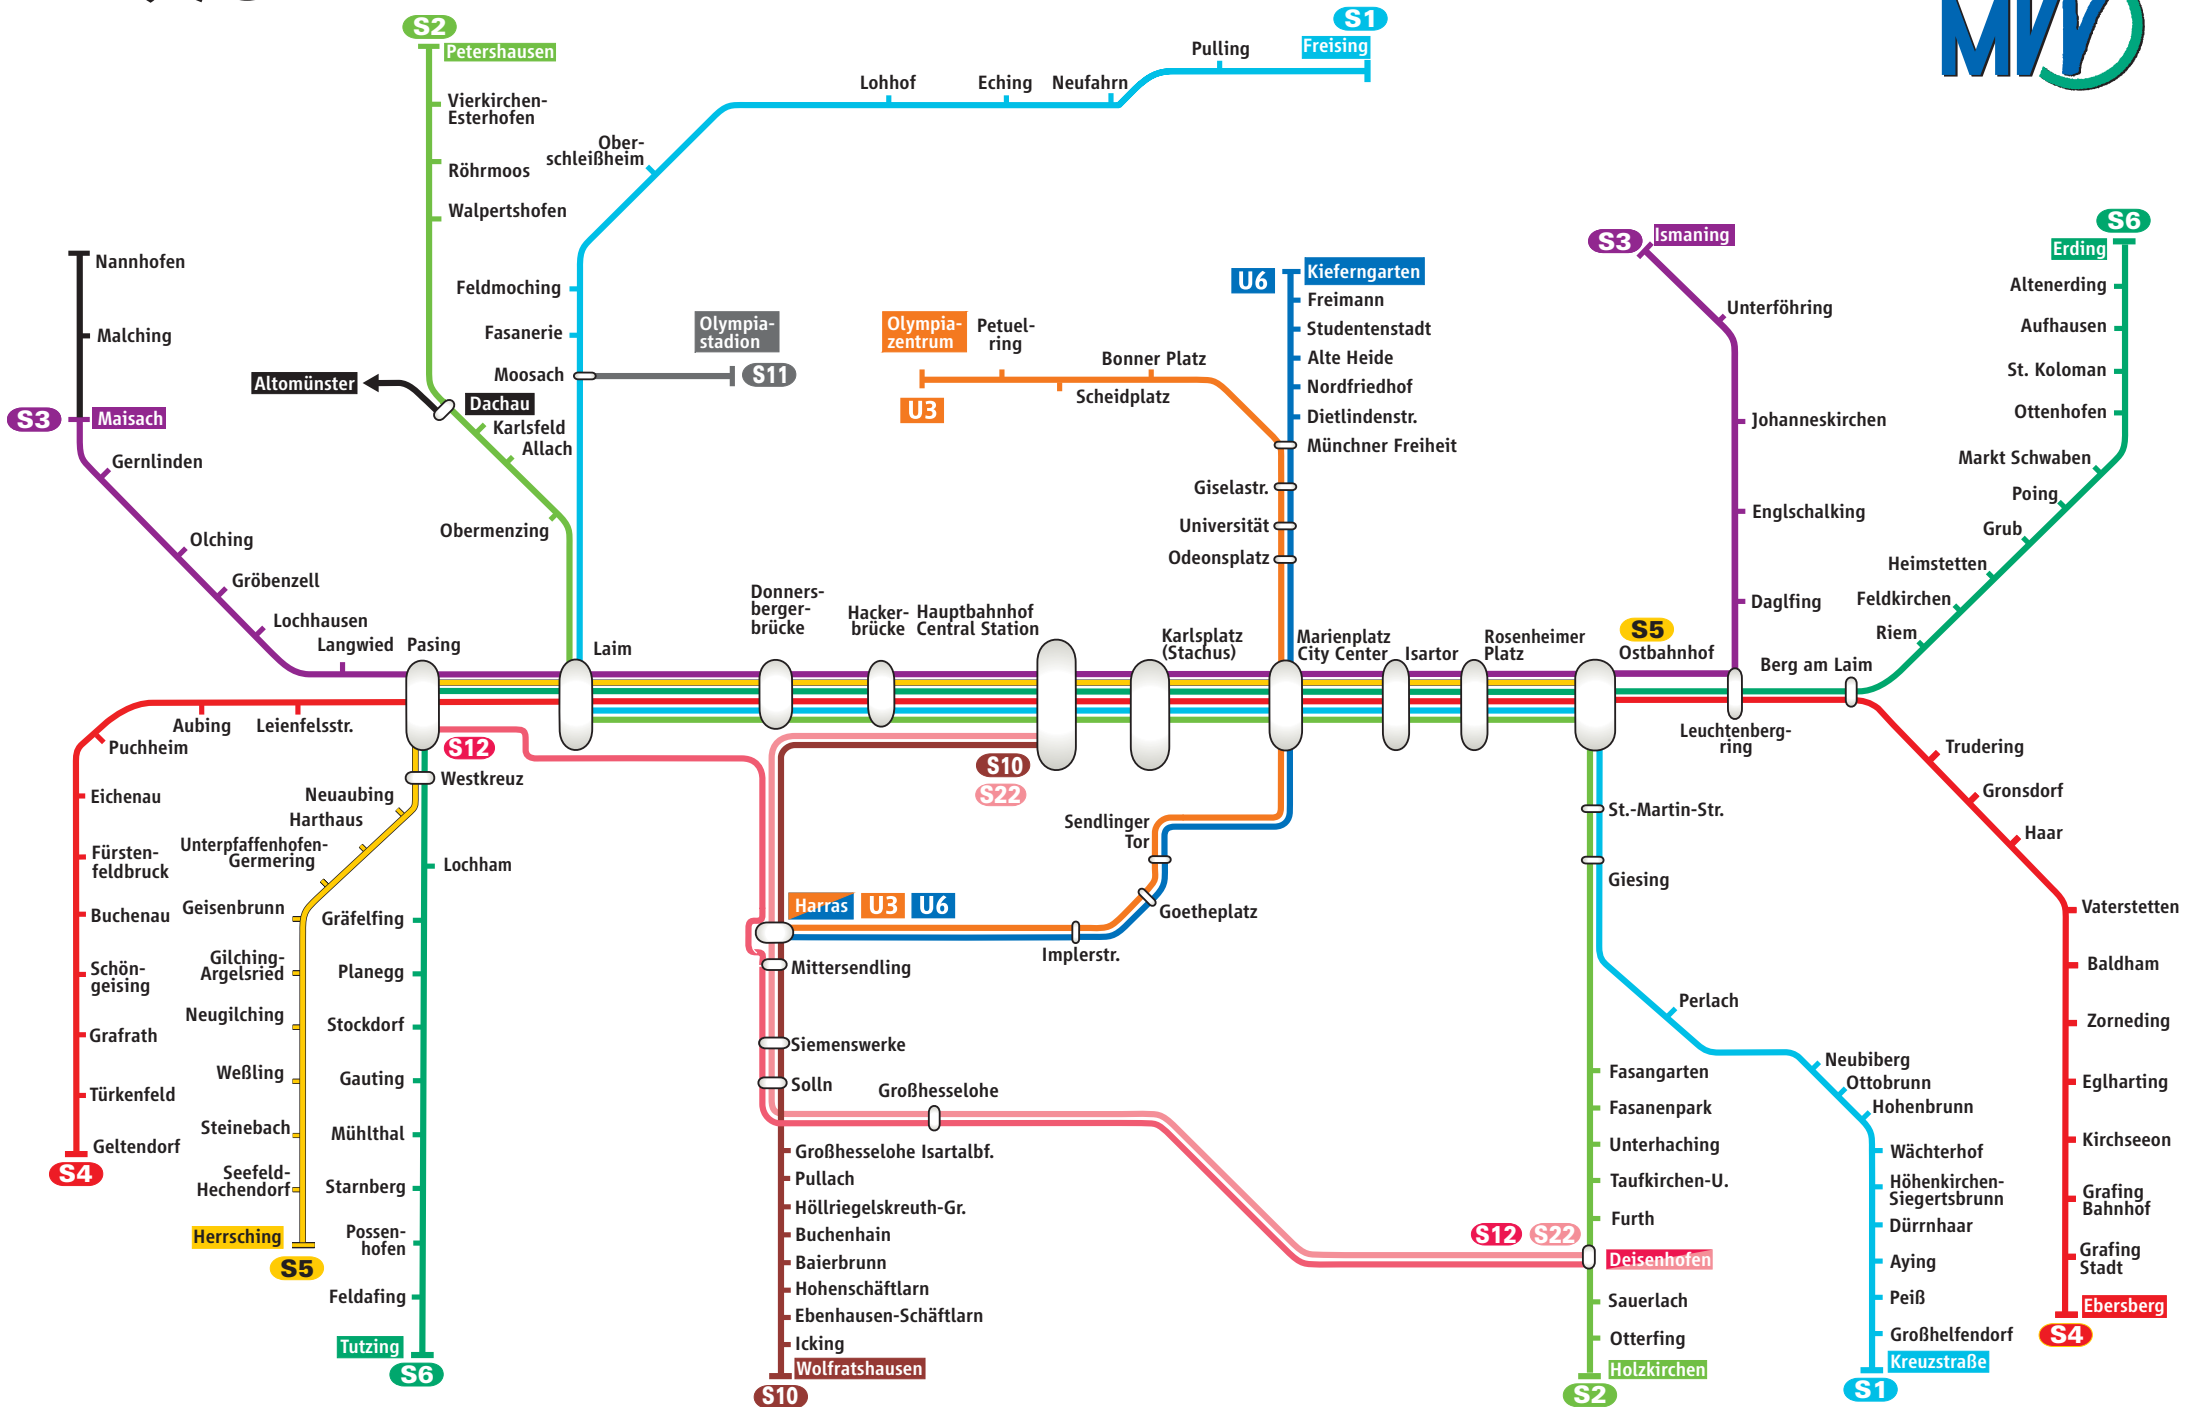 S2
Petershausen
Vierkirchen-
Esterhofen
Röhrmoos
Walpertshofen
S1
Freising
Pulling
Neufahrn
Eching
Lohhof
Ober-
schleißheim
Feldmoching
Fasanerie
Moosach
Olympia-
stadion
S11
MVV
Nannhofen
Malching
S3
Maisach
Gernlinden
Olching
Gröbenzell
Lochhausen
Langwied
Altomünster
Dachau
Karlsfeld
Allach
Obermenzing
Olympia-
zentrum
U3
Petuel-
ring
Scheidplatz
Bonner Platz
U6
Kieferngarten
Freimann
Studentenstadt
Alte Heide
Nordfriedhof
Dietlindenstr.
Münchner Freiheit
Giselastr.
Universität
Odeonsplatz
S3
Ismaning
Unterföhring
Johanneskirchen
Englschalking
Daglfing
S6
Erding
Altenerding
Aufhausen
St. Koloman
Ottenhofen
Markt Schwaben
Poing
Grub
Heimstetten
Feldkirchen
Riem
Berg am Laim
Pasing
Laim
Donners-
berger-
brücke
Hacker-
brücke
Hauptbahnhof
Central Station
Karlsplatz
(Stachus)
Marienplatz
City Center
Isartor
Rosenheimer
Platz
S5
Ostbahnhof
Leuchtenberg-
ring
Aubing
Leienfelsstr.
Puchheim
Eichenau
Fürsten-
feldbruck
Buchenau
Schön-
geising
Grafrath
Türkenfeld
Geltendorf
S4
S12
Westkreuz
Neuaubing
Harthaus
Unterpfaffenhofen-
Germering
Geisenbrunn
Gilching-
Argelsried
Neugilching
Weßling
Steinebach
Seefeld-
Hechendorf
Herrsching
S5
Lochham
Gräfelfing
Planegg
Stockdorf
Gauting
Mühlthal
Starnberg
Possen-
hofen
Feldafing
Tutzing
S6
S10
S22
Sendlinger
Tor
Goetheplatz
Implerstr.
Harras
U3
U6
Mittersendling
Siemenswerke
Solln
Großhesselohe
Großhesselohe Isartalbf.
Pullach
Höllriegelskreuth-Gr.
Buchenhain
Baierbrunn
Hohenschäftlarn
Ebenhausen-Schäftlarn
Icking
Wolfratshausen
S10
St.-Martin-Str.
Giesing
Fasangarten
Fasanenpark
Unterhaching
Taufkirchen-U.
Furth
S12
S22
Deisenhofen
Sauerlach
Otterfing
Holzkirchen
S2
Perlach
Neubiberg
Ottobrunn
Hohenbrunn
Wächterhof
Höhenkirchen-
Siegertsbrunn
Dürrnhaar
Aying
Peiß
Großhelfendorf
Kreuzstraße
S1
Trudering
Gronsdorf
Haar
Vaterstetten
Baldham
Zorneding
Eglharting
Kirchseeon
Grafing
Bahnhof
Grafing
Stadt
Ebersberg
S4